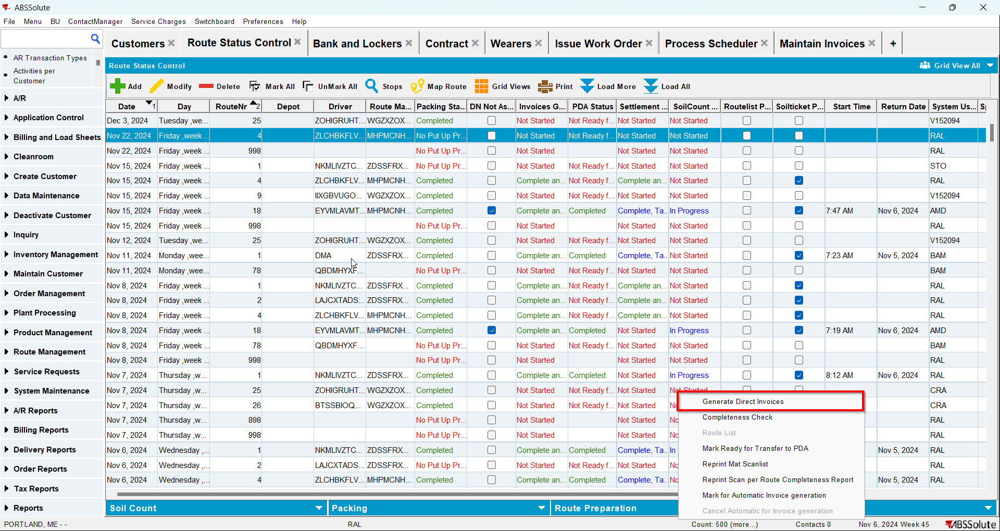 ABSSolute
File Menu BU ContactManager Service Charges Switchboard Preferences Help
Customers Route Status Control Bank and Lockers Contract Wearers Issue Work Order Process Scheduler Maintain Invoices +
AR Transaction Types
Activities per
Customer
A/R
Application Control
Billing and Load Sheets
Cleanroom
Create Customer
Data Maintenance
Deactivate Customer
Inquiry
Inventory Management
Maintain Customer
Order Management
Plant Processing
Product Management
Route Management
Service Requests
System Maintenance
A/R Reports
Billing Reports
Delivery Reports
Order Reports
Tax Reports
Reports
Route Status Control Grid View All
Add Modify Delete Mark All UnMark All Stops Map Route Grid Views Print Load More Load All
Date 1 Day RouteNr 2 Depot Driver Route Ma... Packing Sta... DN Not As... Invoices G... PDA Status Settlement ... SoilCount ... Routelist P... Soilticket P... Start Time Return Date System Us...
Dec 3, 2024 Tuesday ,we... 25 ZOHIGRUHT... WGZXZOX... Completed Not Started Not Ready f... Not Started Not Started V152094
Nov 22, 2024 Friday ,week ... 4 ZLCHBKFLV... MHPMCNH... No Put Up Pr... Not Started Not Ready f... Not Started Not Started RAL
Nov 22, 2024 Friday ,week ... 998 No Put Up Pr... Not Started Not Started Not Started RAL
Nov 15, 2024 Friday ,week ... 1 NKMLIVZTC... ZDSSFRX... No Put Up Pr... Not Started Not Ready f... Not Started Not Started STO
Nov 15, 2024 Friday ,week ... 4 ZLCHBKFLV... MHPMCNH... Completed Complete an... Not Ready f... Complete an... Not Started RAL
Nov 15, 2024 Friday ,week ... 9 IIXGBVUGO... WGZXZOX... Completed Not Started Not Ready f... Not Started Not Started V152094
Nov 15, 2024 Friday ,week ... 18 EYVMLAVMT... MHPMCNH... Completed Complete an... Completed Complete, Ta... In Progress 7:47 AM Nov 6, 2024 AMD
Nov 15, 2024 Friday ,week ... 998 No Put Up Pr... Not Started Not Started Not Started RAL
Nov 12, 2024 Tuesday ,we... 25 ZOHIGRUHT... WGZXZOX... Completed Not Started Not Ready f... Not Started Not Started V152094
Nov 11, 2024 Monday ,wee... 1 DMA ZDSSFRX... Completed Complete an... Completed Complete, Ta... Not Started 7:23 AM Nov 5, 2024 BAM
Nov 11, 2024 Monday ,wee... 78 QBDMHYXF... No Put Up Pr... Not Started Not Ready f... Not Started Not Started BAM
Nov 8, 2024 Friday ,week ... 1 NKMLIVZTC... ZDSSFRX... Completed Complete an... Not Ready f... Complete an... Not Started RAL
Nov 8, 2024 Friday ,week ... 2 LAJCXTADS... ZDSSFRX... Completed Complete an... Not Ready f... Complete an... Not Started RAL
Nov 8, 2024 Friday ,week ... 4 ZLCHBKFLV... MHPMCNH... Completed Complete an... Not Ready f... Complete an... Not Started RAL
Nov 8, 2024 Friday ,week ... 18 EYVMLAVMT... MHPMCNH... Completed Complete an... Completed Not Started In Progress 7:19 AM Nov 6, 2024 AMD
Nov 8, 2024 Friday ,week ... 78 QBDMHYXF... No Put Up Pr... Not Started Not Ready f... Not Started Not Started BAM
Nov 8, 2024 Friday ,week ... 998 No Put Up Pr... Not Started Not Started Not Started RAL
Nov 7, 2024 Thursday ,w... 1 NKMLIVZTC... ZDSSFRX... Completed Complete an... Completed Not Started In Progress 8:12 AM Nov 6, 2024 RAL
Nov 7, 2024 Thursday ,w... 25 ZOHIGRUHT... WGZXZOX... Completed Not Started Not Ready f... Not Started Not Started CRA
Nov 7, 2024 Thursday ,w... 26 BTSSBIOQ... WGZXZOX... Completed Not Started Not Ready f... Not Started CRA
Nov 7, 2024 Thursday ,w... 898 No Put Up Pr... Not Started Not Started RAL
Nov 7, 2024 Thursday ,w... 998 No Put Up Pr... Not Started Not Started RAL
Nov 6, 2024 Wednesday ,... 1 NKMLIVZTC... ZDSSFRX... Completed Complete an... Completed Complete, Ta... In Nov 5, 2024 RAL
Nov 6, 2024 Wednesday ,... 2 LAJCXTADS... ZDSSFRX... Completed Not Started Not Ready f... Not Started RAL
Nov 6, 2024 Wednesday ,... 4 ZLCHBKFLV... MHPMCNH... Completed Complete an... Completed Complete, Ta... Nov 5, 2024 RAL
Generate Direct Invoices
Completeness Check
Route List
Mark Ready for Transfer to PDA
Reprint Mat Scanlist
Reprint Scan per Route Completeness Report
Mark for Automatic Invoice generation
Cancel Automatic for Invoice generation
Soil Count Packing Route Preparation
PORTLAND, ME - - RAL Count: 500 (more...) Contacts 0 Nov 6, 2024 Week 45 ABSSolute